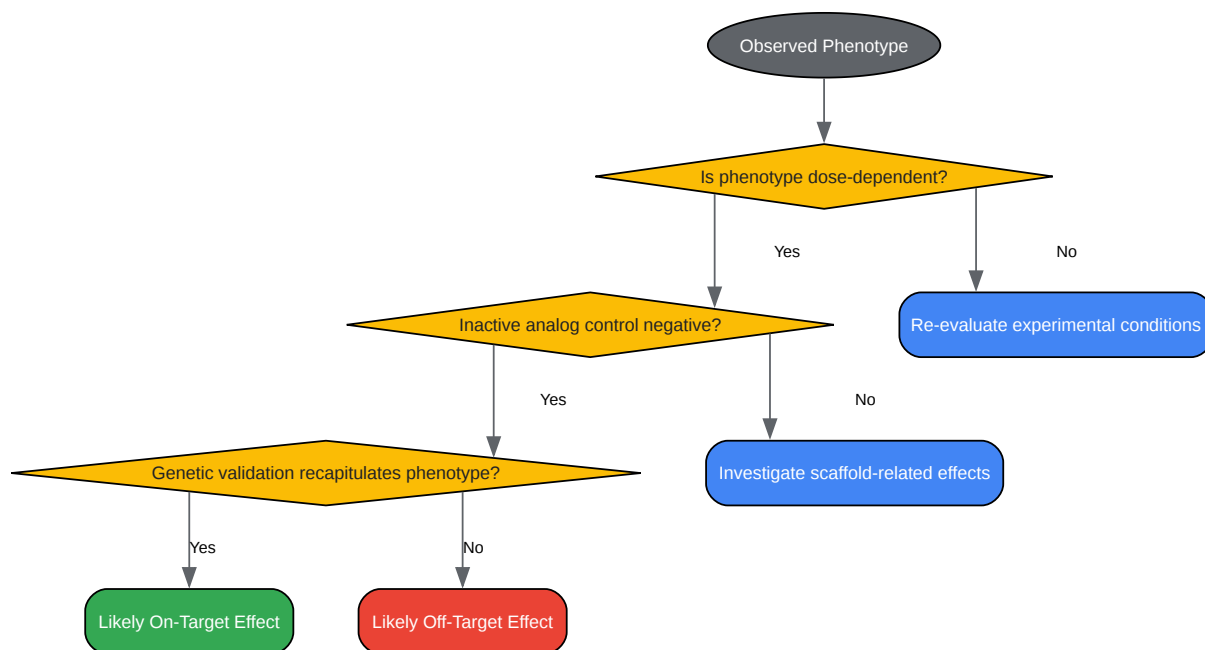 Observed Phenotype
Is phenotype dose-dependent?
Yes
No
Inactive analog control negative?
Re-evaluate experimental conditions
Yes
No
Genetic validation recapitulates phenotype?
Investigate scaffold-related effects
Yes
No
Likely On-Target Effect
Likely Off-Target Effect